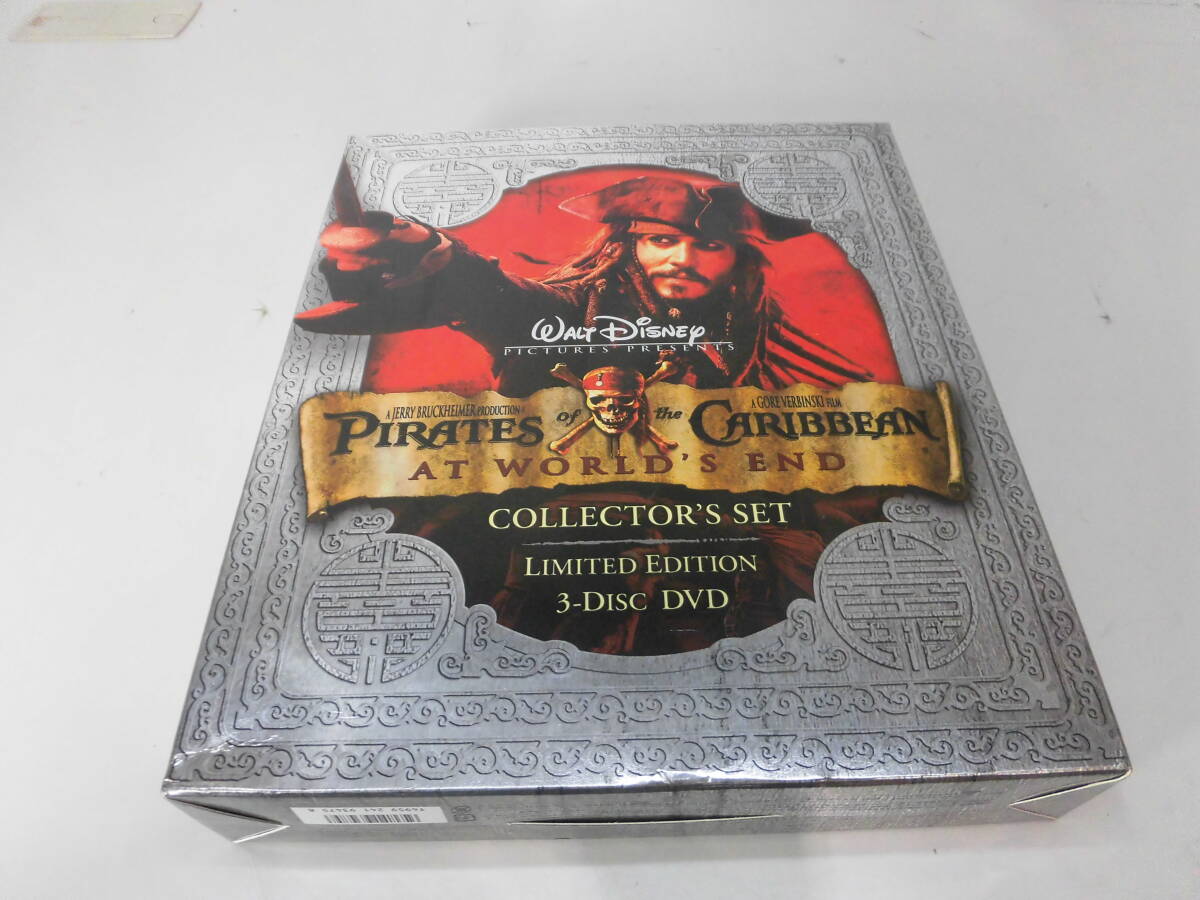 WALT DISNEY
PICTURES PRESENTS
A JERRY BRUCKHEIMER PRODUCTION
A GORE VERBINSKI FILM
PIRATES of the CARIBBEAN
AT WORLD'S END
COLLECTOR'S SET
LIMITED EDITION
3-DISC DVD